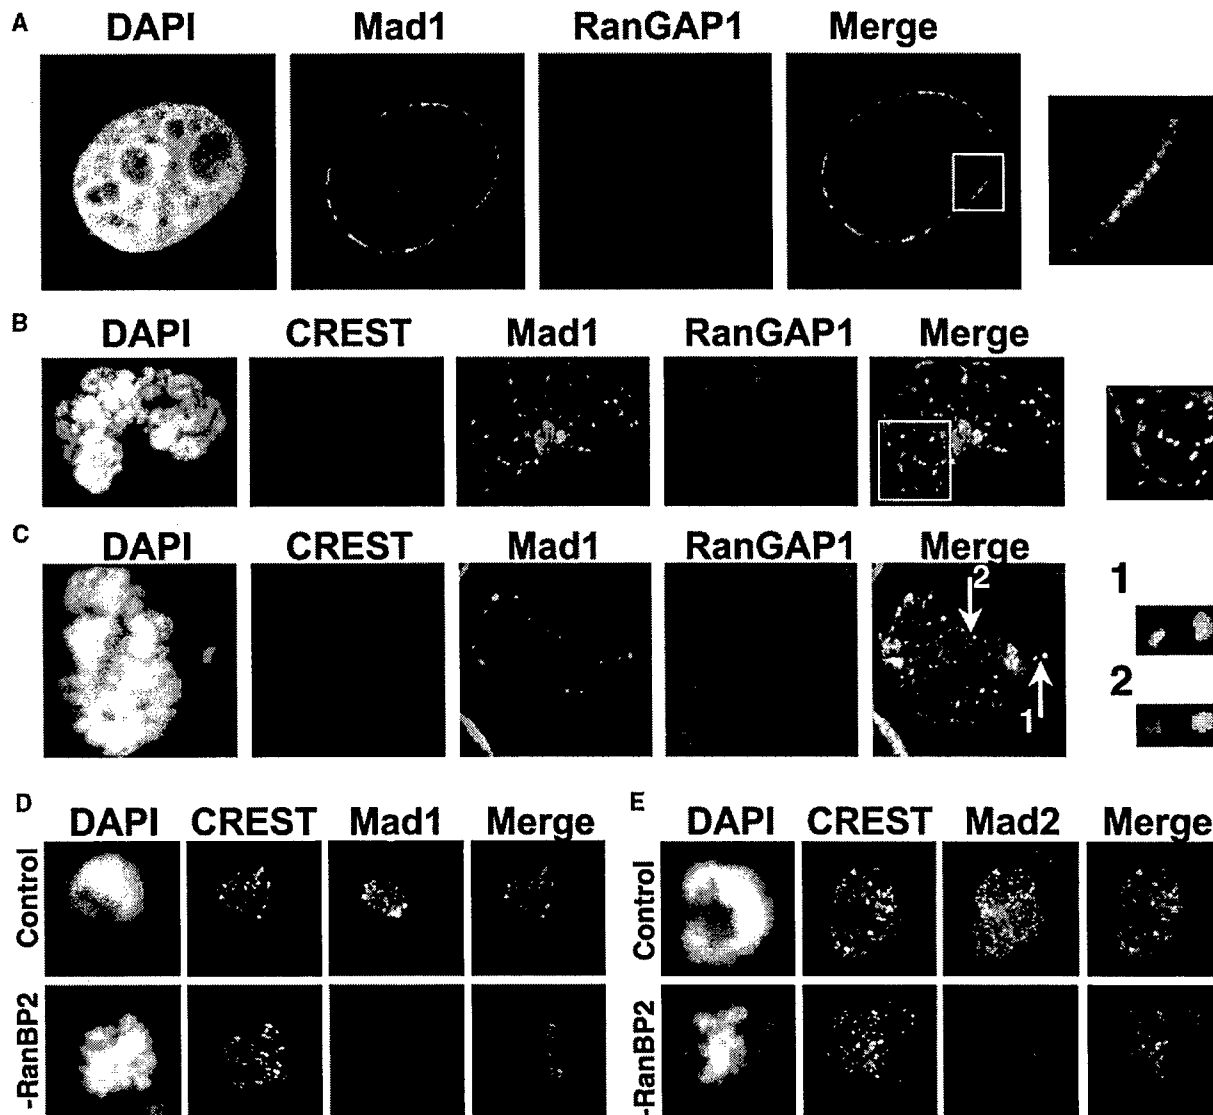 A
DAPI Mad1 RanGAP1 Merge
B
DAPI CREST Mad1 RanGAP1 Merge
C
DAPI CREST Mad1 RanGAP1 Merge
2
1
1
2
D
DAPI CREST Mad1 Merge
Control
-RanBP2
E
DAPI CREST Mad2 Merge
Control
-RanBP2